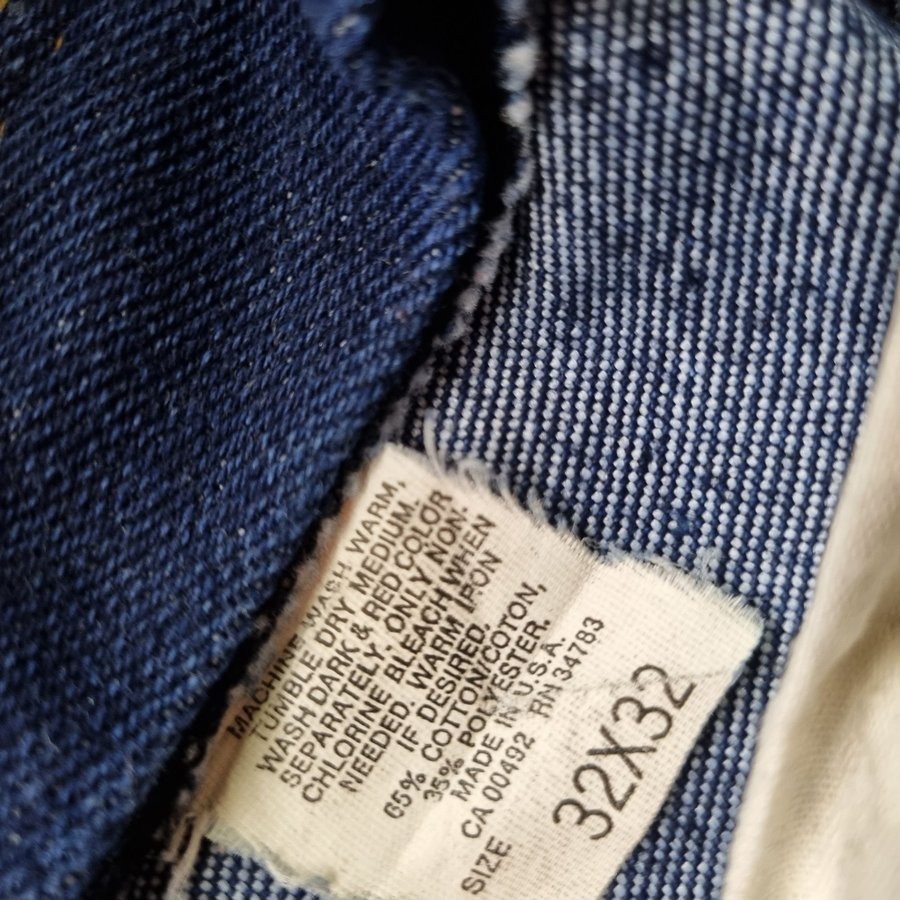 MACHINE WASH WARM,
TUMBLE DRY MEDIUM.
WASH DARK & RED COLOR
SEPARATELY, ONLY NON-
CHLORINE BLEACH WHEN
NEEDED. WARM IRON
IF DESIRED.
65% COTTON/COTON,
35% POLYESTER.
MADE IN U.S.A.
CA 00492 RN 34783
SIZE 32X32